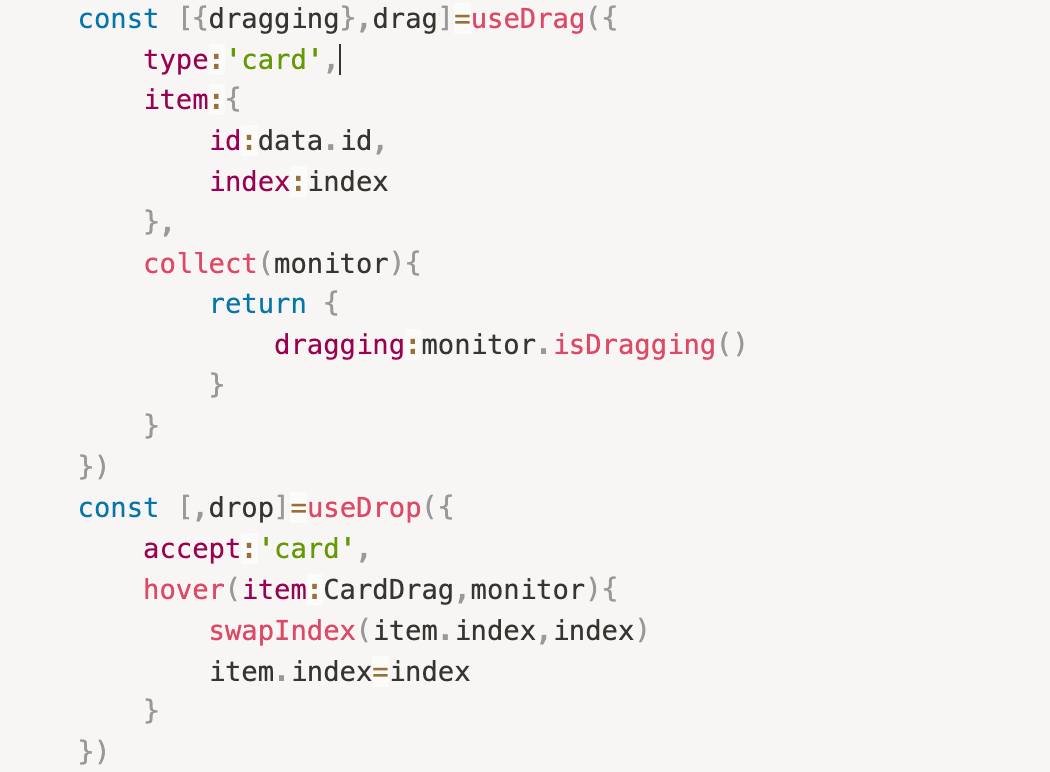 const [{dragging},drag]=useDrag({
    type:'card',
    item:{
        id:data.id,
        index:index
    },
    collect(monitor){
        return {
            dragging:monitor.isDragging()
        }
    }
})
const [,drop]=useDrop({
    accept:'card',
    hover(item:CardDrag,monitor){
        swapIndex(item.index,index)
        item.index=index
    }
})